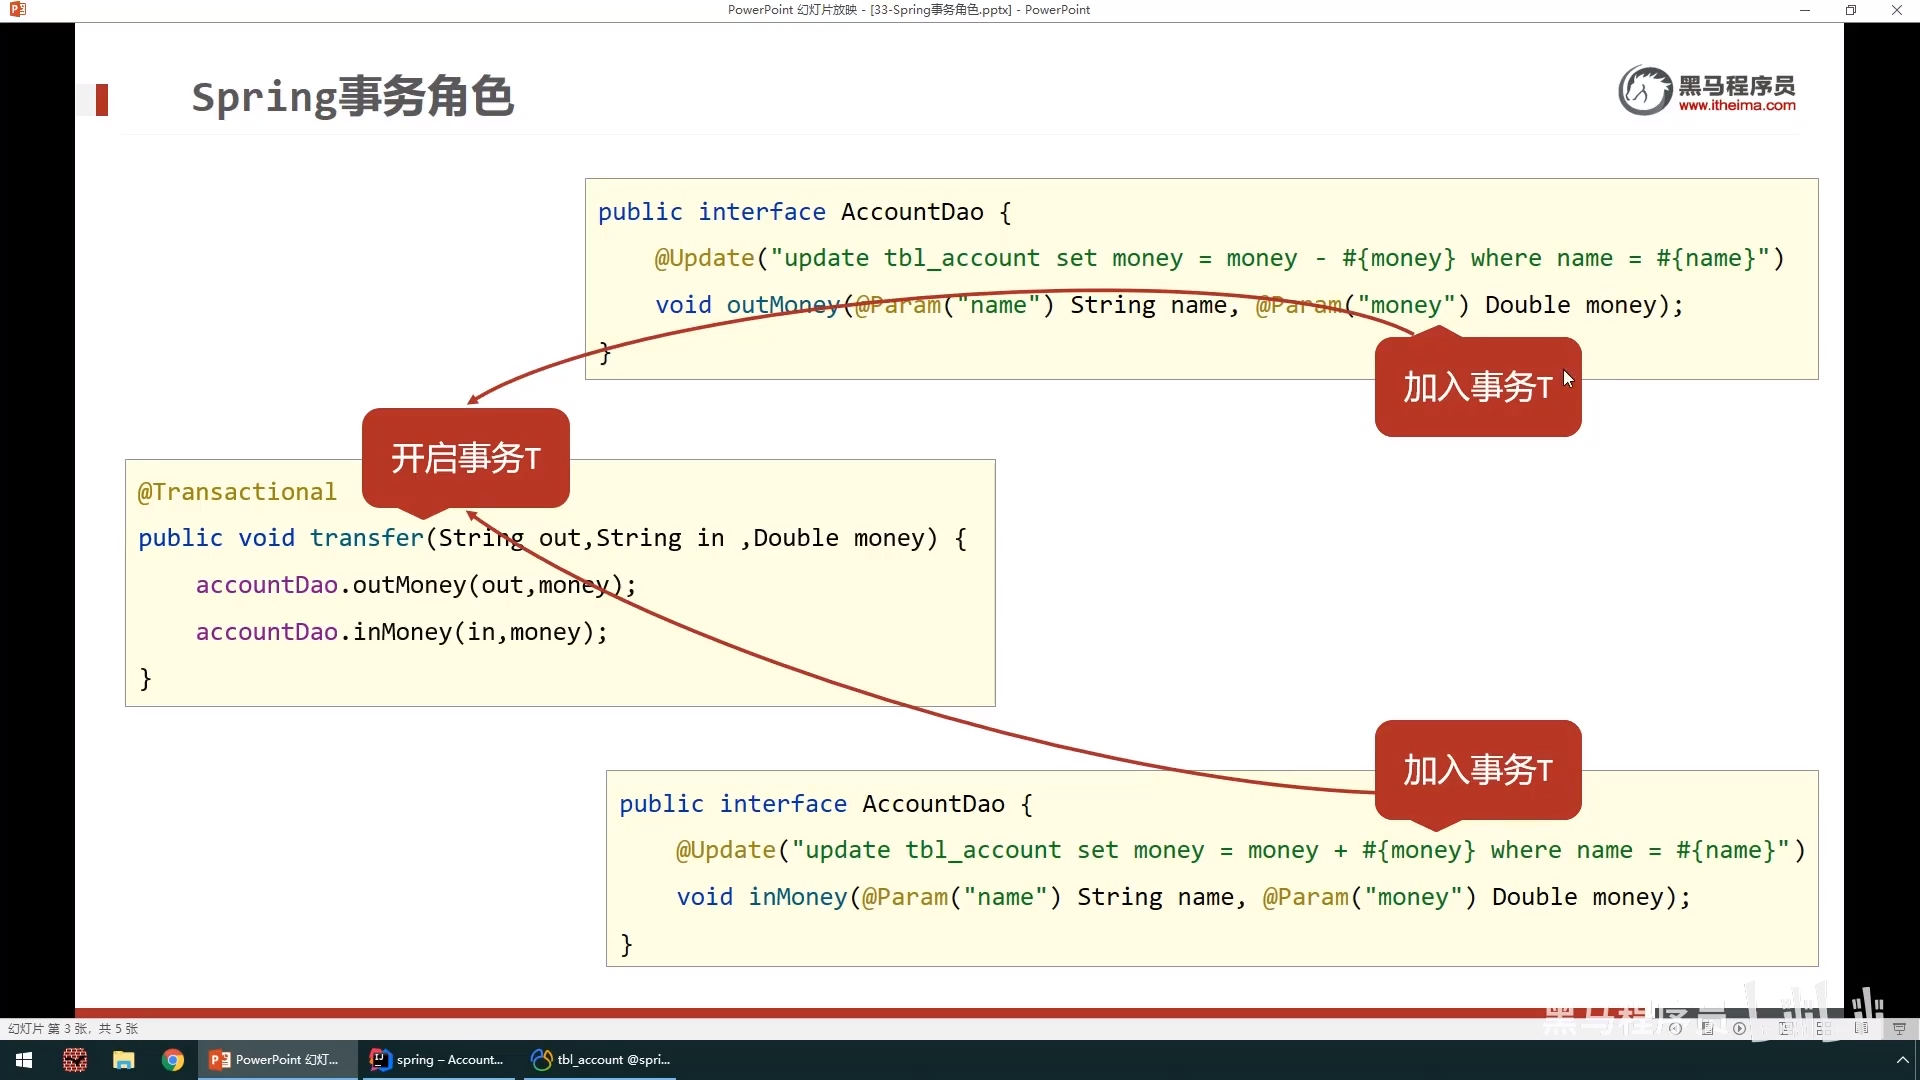 PowerPoint 幻灯片放映 - [33-Spring事务角色.pptx] - PowerPoint
Spring事务角色
黑马程序员
www.itheima.com
public interface AccountDao {
@Update("update tbl_account set money = money - #{money} where name = #{name}")
void outMoney(@Param("name") String name, @Param("money") Double money);
}
加入事务T
开启事务T
@Transactional
public void transfer(String out,String in ,Double money) {
accountDao.outMoney(out,money);
accountDao.inMoney(in,money);
}
加入事务T
public interface AccountDao {
@Update("update tbl_account set money = money + #{money} where name = #{name}")
void inMoney(@Param("name") String name, @Param("money") Double money);
}
黑马程序员
幻灯片 第 3 张，共 5 张
PowerPoint 幻灯...
spring – Account...
tbl_account @spri...